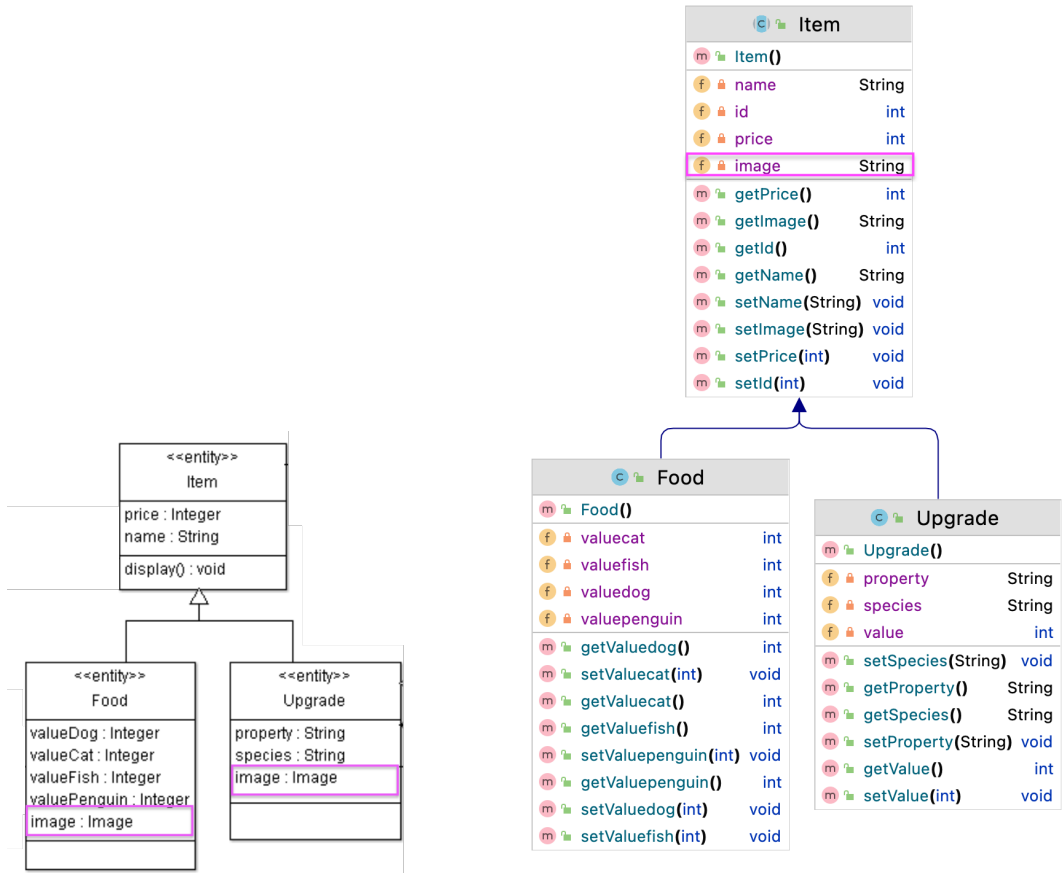 <<entity>>
Item
price : Integer
name : String
display() : void
<<entity>>
Food
valueDog : Integer
valueCat : Integer
valueFish : Integer
valuePenguin : Integer
image : Image
<<entity>>
Upgrade
property : String
species : String
image : Image
C Item
m Item()
f name String
f id int
f price int
f image String
m getPrice() int
m getImage() String
m getId() int
m getName() String
m setName(String) void
m setImage(String) void
m setPrice(int) void
m setId(int) void
C Food
m Food()
f valuecat int
f valuefish int
f valuedog int
f valuepenguin int
m getValuedog() int
m setValuecat(int) void
m getValuecat() int
m getValuefish() int
m setValuepenguin(int) void
m getValuepenguin() int
m setValuedog(int) void
m setValuefish(int) void
C Upgrade
m Upgrade()
f property String
f species String
f value int
m setSpecies(String) void
m getProperty() String
m getSpecies() String
m setProperty(String) void
m getValue() int
m setValue(int) void